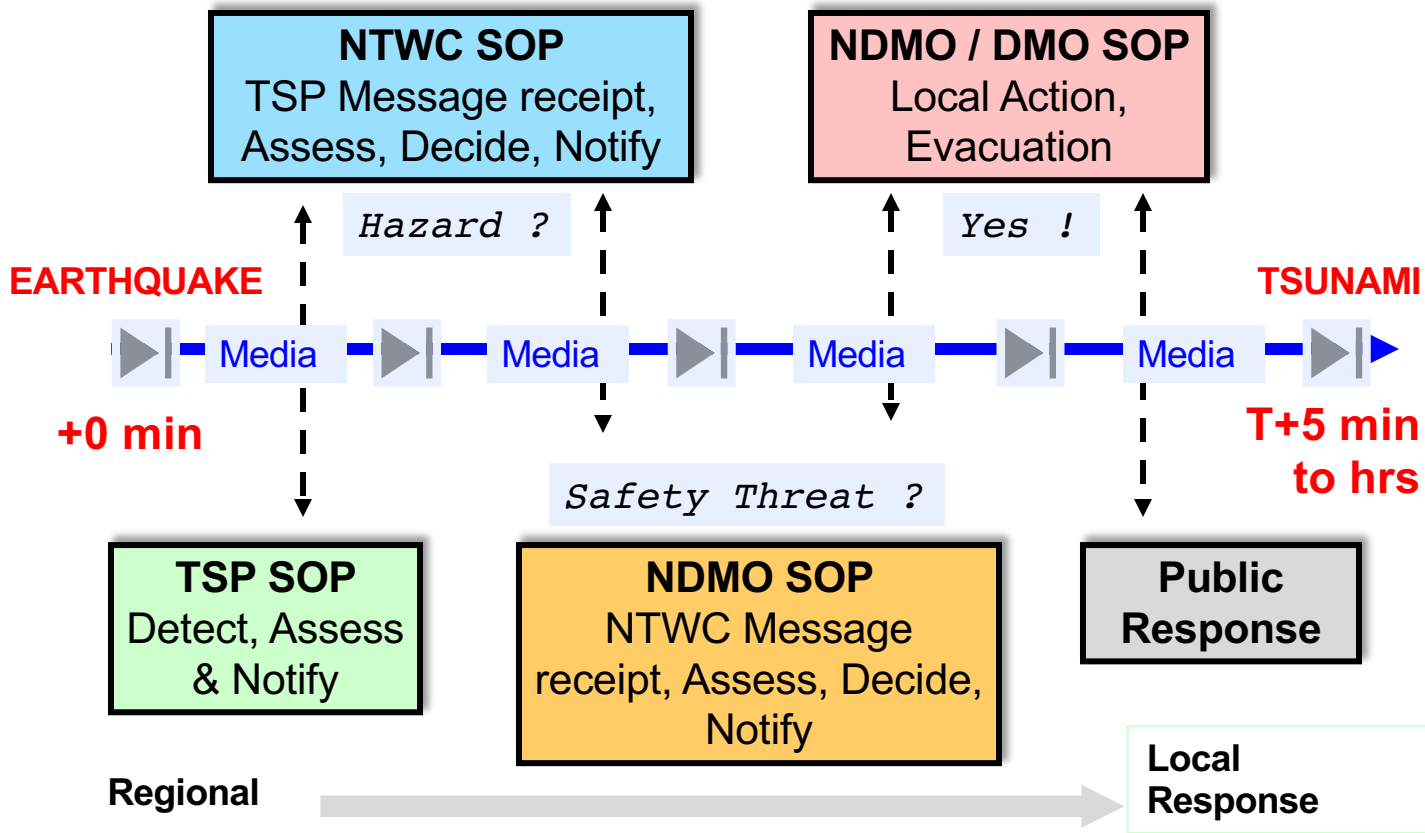 NTWC SOP
TSP Message receipt,
Assess, Decide, Notify
NDMO / DMO SOP
Local Action,
Evacuation
Hazard ?
Yes !
EARTHQUAKE
TSUNAMI
Media
Media
Media
Media
+0 min
T+5 min
to hrs
Safety Threat ?
TSP SOP
Detect, Assess
& Notify
NDMO SOP
NTWC Message
receipt, Assess, Decide,
Notify
Public
Response
Regional
Local
Response